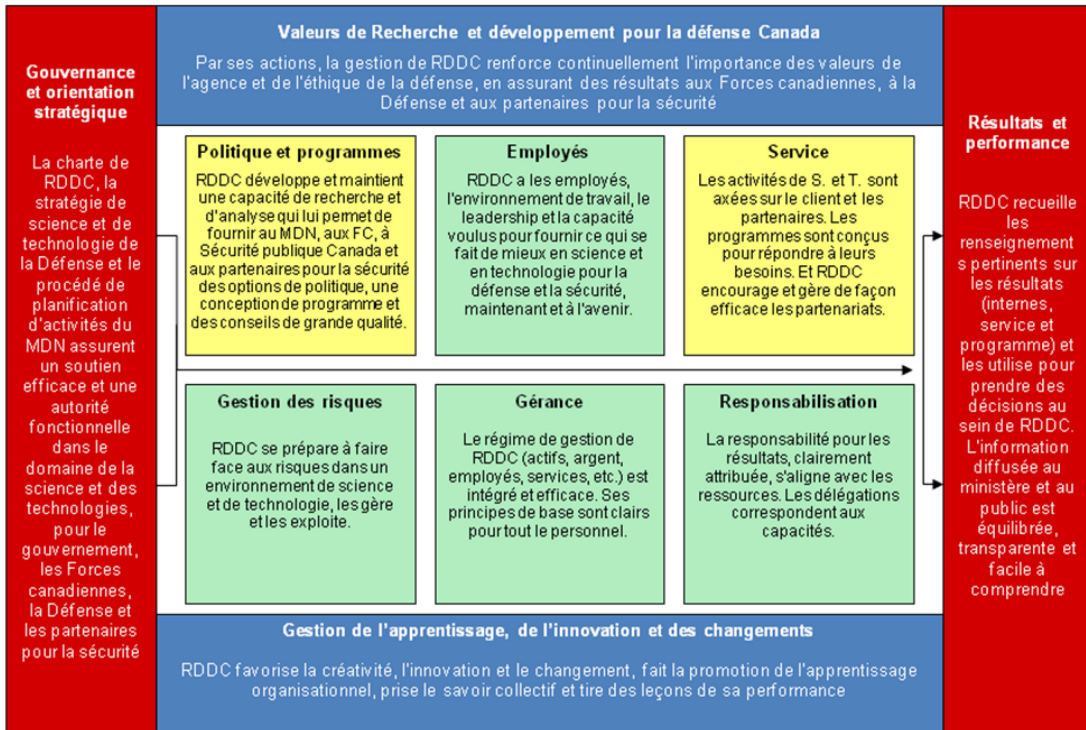 Valeurs de Recherche et développement pour la défense Canada
Par ses actions, la gestion de RDDC renforce continuellement l'importance des valeurs de
l'agence et de l'éthique de la défense, en assurant des résultats aux Forces canadiennes, à la
Défense et aux partenaires pour la sécurité
Gouvernance
et orientation
stratégique
La charte de
RDDC, la
stratégie de
science et de
technologie de
la Défense et le
procédé de
planification
d'activités du
MDN assurent
un soutien
efficace et une
autorité
fonctionnelle
dans le
domaine de la
science et des
technologies,
pour le
gouvernement,
les Forces
canadiennes,
la Défense et
les partenaires
pour la sécurité
Politique et programmes
RDDC développe et maintient
une capacité de recherche et
d'analyse qui lui permet de
fournir au MDN, aux FC, à
Sécurité publique Canada et
aux partenaires pour la sécurité
des options de politique, une
conception de programme et
des conseils de grande qualité.
Employés
RDDC a les employés,
l'environnement de travail, le
leadership et la capacité
voulus pour fournir ce qui se
fait de mieux en science et
en technologie pour la
défense et la sécurité,
maintenant et à l'avenir.
Service
Les activités de S. et T. sont
axées sur le client et les
partenaires. Les
programmes sont conçus
pour répondre à leurs
besoins. Et RDDC
encourage et gère de façon
efficace les partenariats.
Gestion des risques
RDDC se prépare à faire
face aux risques dans un
environnement de science
et de technologie, les gère
et les exploite.
Gérance
Le régime de gestion de
RDDC (actifs, argent,
employés, services, etc.) est
intégré et efficace. Ses
principes de base sont clairs
pour tout le personnel.
Responsabilisation
La responsabilité pour les
résultats, clairement
attribuée, s'aligne avec les
ressources. Les délégations
correspondent aux
capacités.
Résultats et
performance
RDDC recueille
les
renseignement
s pertinents sur
les résultats
(internes,
service et
programme) et
les utilise pour
prendre des
décisions au
sein de RDDC.
L'information
diffusée au
ministère et au
public est
équilibrée,
transparente et
facile à
comprendre
Gestion de l'apprentissage, de l'innovation et des changements
RDDC favorise la créativité, l'innovation et le changement, fait la promotion de l'apprentissage
organisationnel, prise le savoir collectif et tire des leçons de sa performance